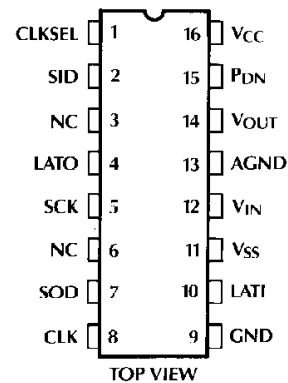 CLKSEL 1 16 VCC
SID 2 15 PDN
NC 3 14 VOUT
LATO 4 13 AGND
SCK 5 12 VIN
NC 6 11 VSS
SOD 7 10 LATI
CLK 8 9 GND
TOP VIEW